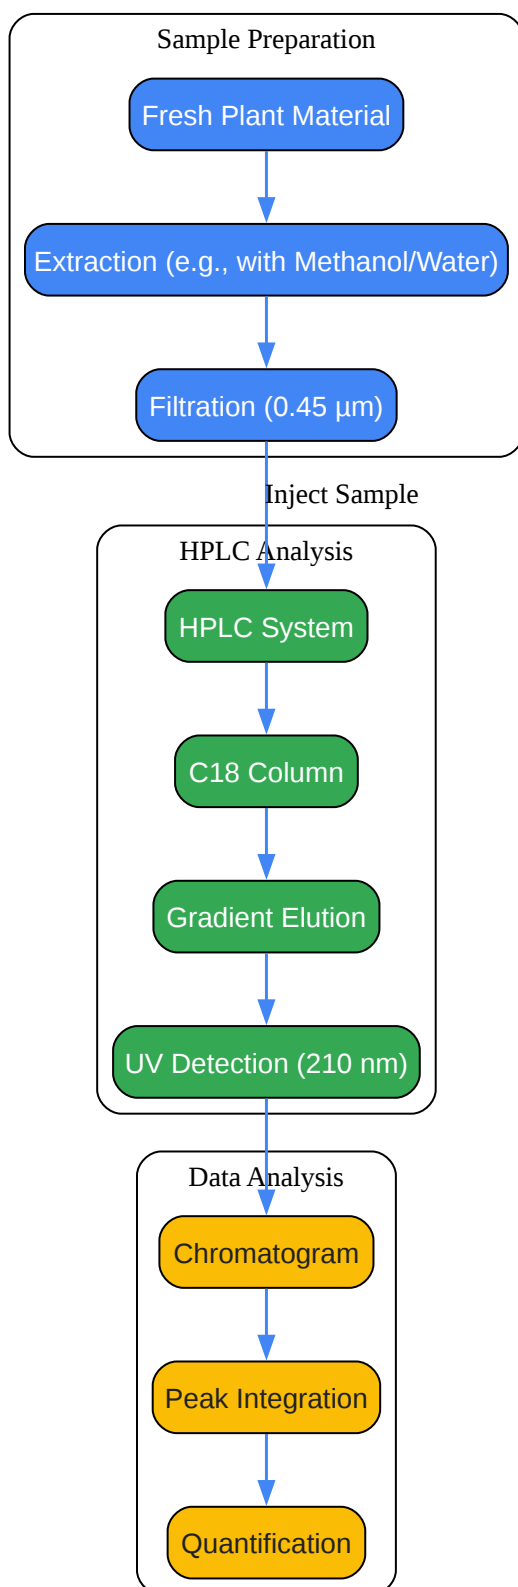 Sample Preparation
Fresh Plant Material
Extraction (e.g., with Methanol/Water)
Filtration (0.45 µm)
Inject Sample
HPLC Analysis
HPLC System
C18 Column
Gradient Elution
UV Detection (210 nm)
Data Analysis
Chromatogram
Peak Integration
Quantification